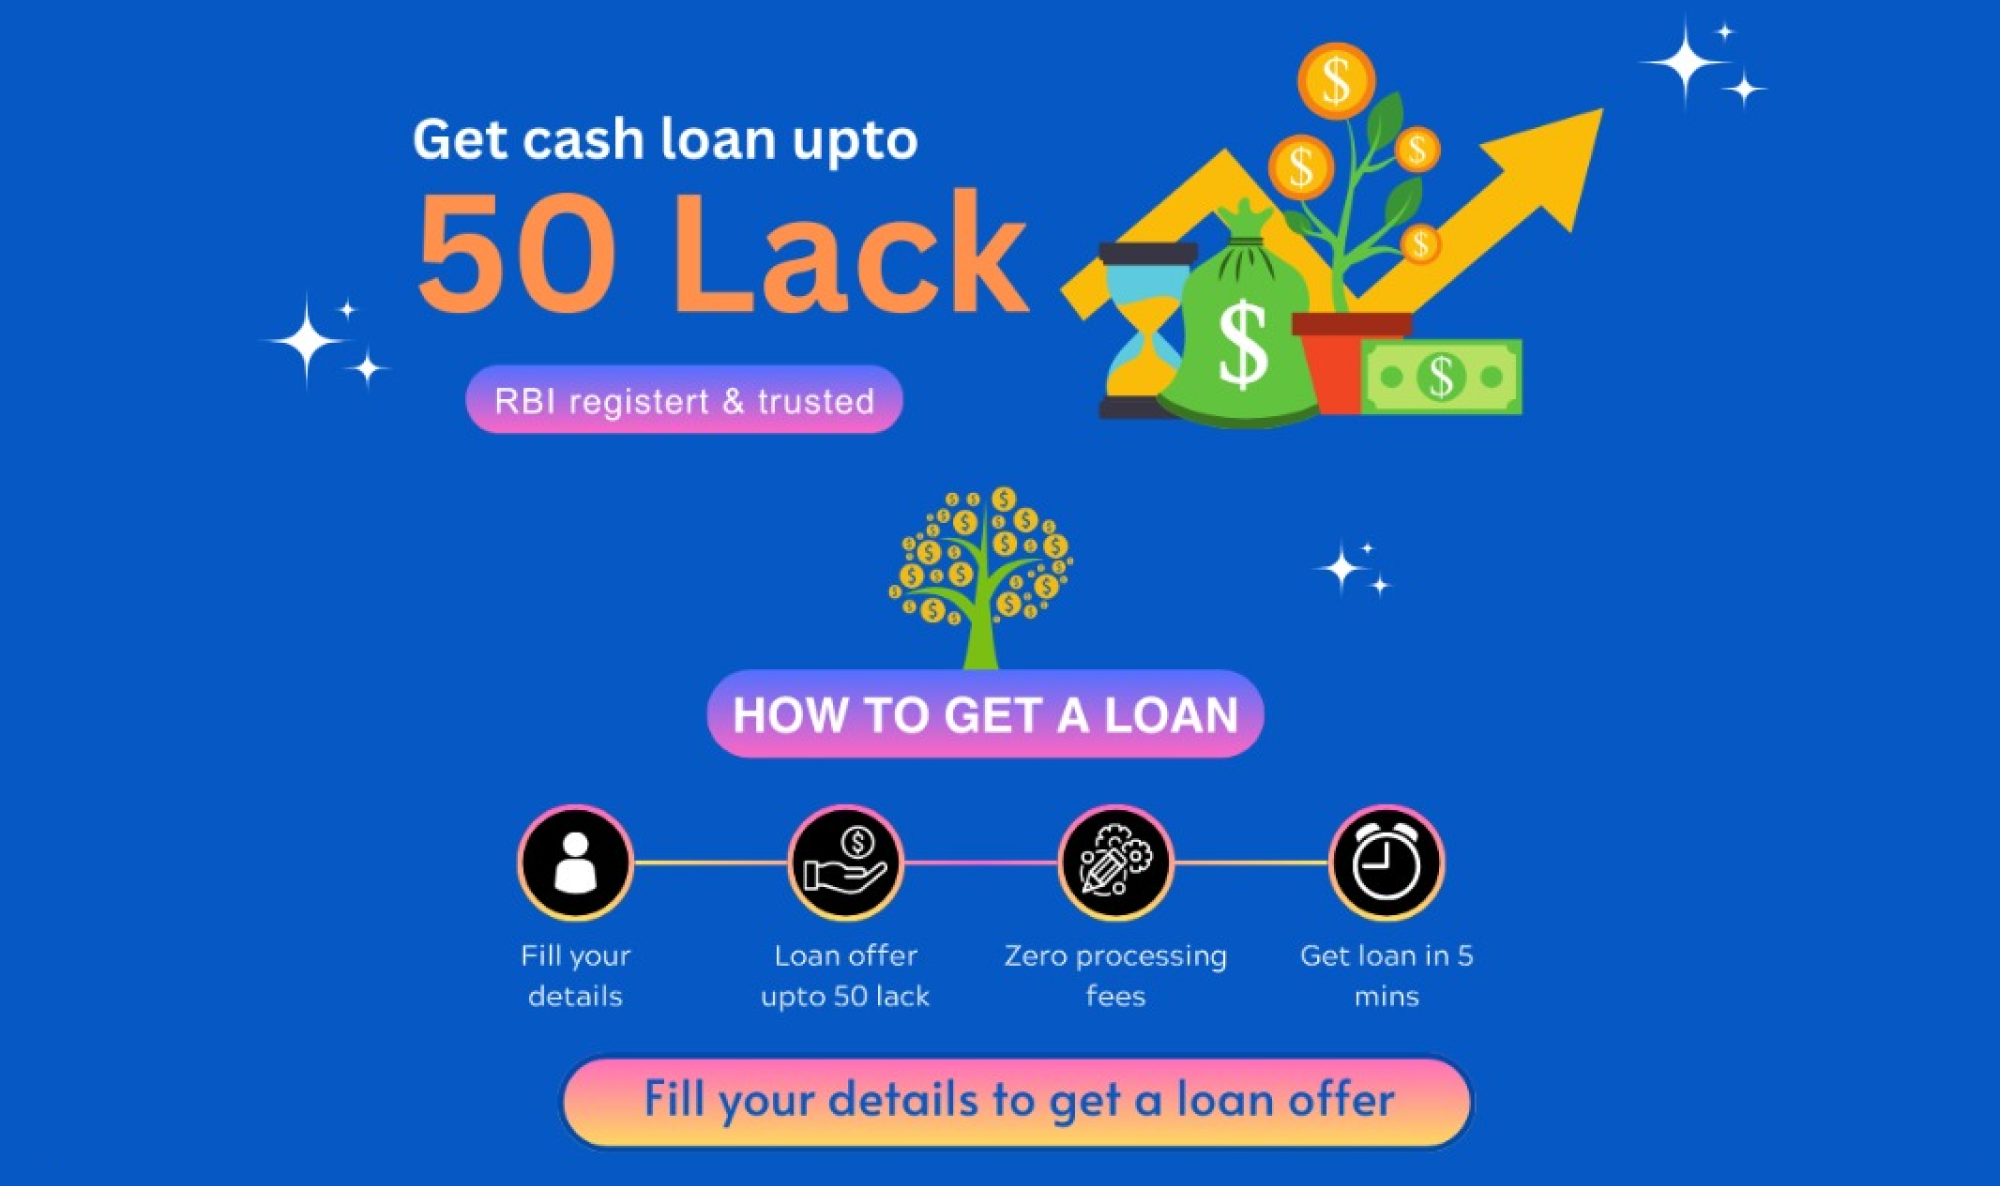 Get cash loan upto
50 Lack
RBI registert & trusted
HOW TO GET A LOAN
Fill your
details
Loan offer
upto 50 lack
Zero processing
fees
Get loan in 5
mins
Fill your details to get a loan offer